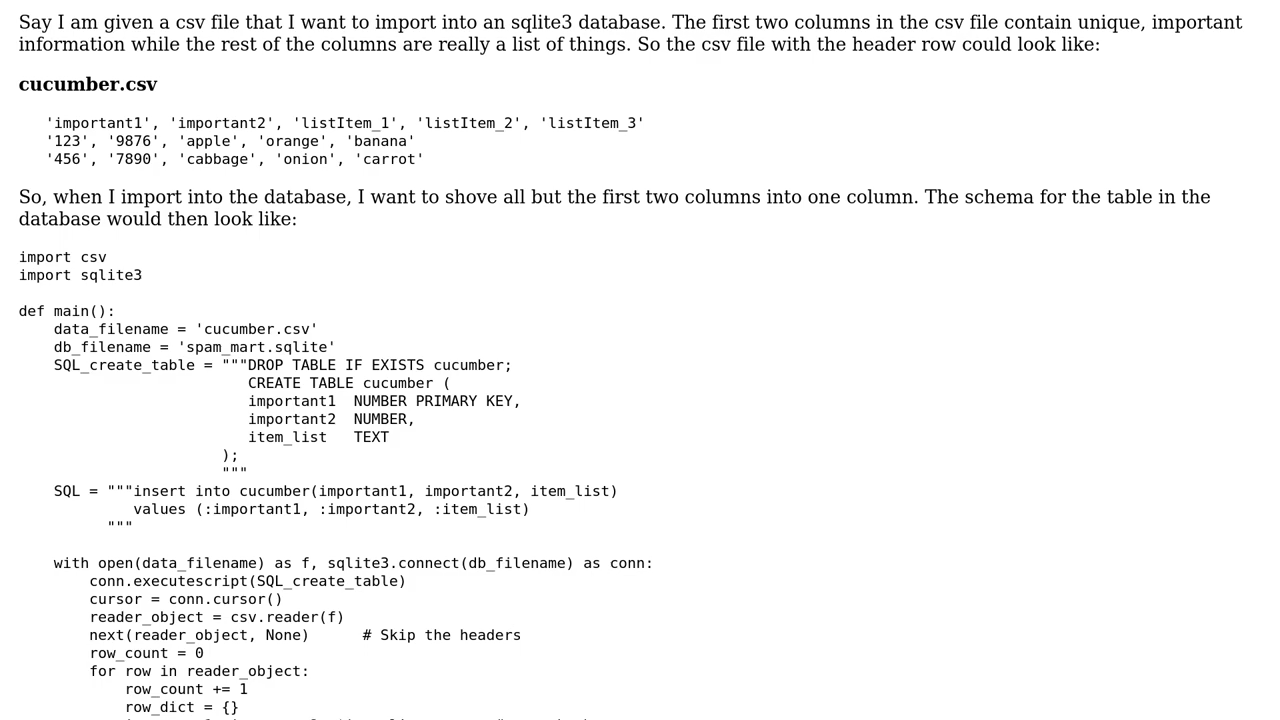 Say I am given a csv file that I want to import into an sqlite3 database. The first two columns in the csv file contain unique, important
information while the rest of the columns are really a list of things. So the csv file with the header row could look like:
cucumber.csv
'important1', 'important2', 'listItem_1', 'listItem_2', 'listItem_3'
'123', '9876', 'apple', 'orange', 'banana'
'456', '7890', 'cabbage', 'onion', 'carrot'
So, when I import into the database, I want to shove all but the first two columns into one column. The schema for the table in the
database would then look like:
import csv
import sqlite3
def main():
    data_filename = 'cucumber.csv'
    db_filename = 'spam_mart.sqlite'
    SQL_create_table = """DROP TABLE IF EXISTS cucumber;
                          CREATE TABLE cucumber (
                          important1  NUMBER PRIMARY KEY,
                          important2  NUMBER,
                          item_list   TEXT
                       );
                       """
    SQL = """insert into cucumber(important1, important2, item_list)
             values (:important1, :important2, :item_list)
          """
    with open(data_filename) as f, sqlite3.connect(db_filename) as conn:
        conn.executescript(SQL_create_table)
        cursor = conn.cursor()
        reader_object = csv.reader(f)
        next(reader_object, None)      # Skip the headers
        row_count = 0
        for row in reader_object:
            row_count += 1
            row_dict = {}